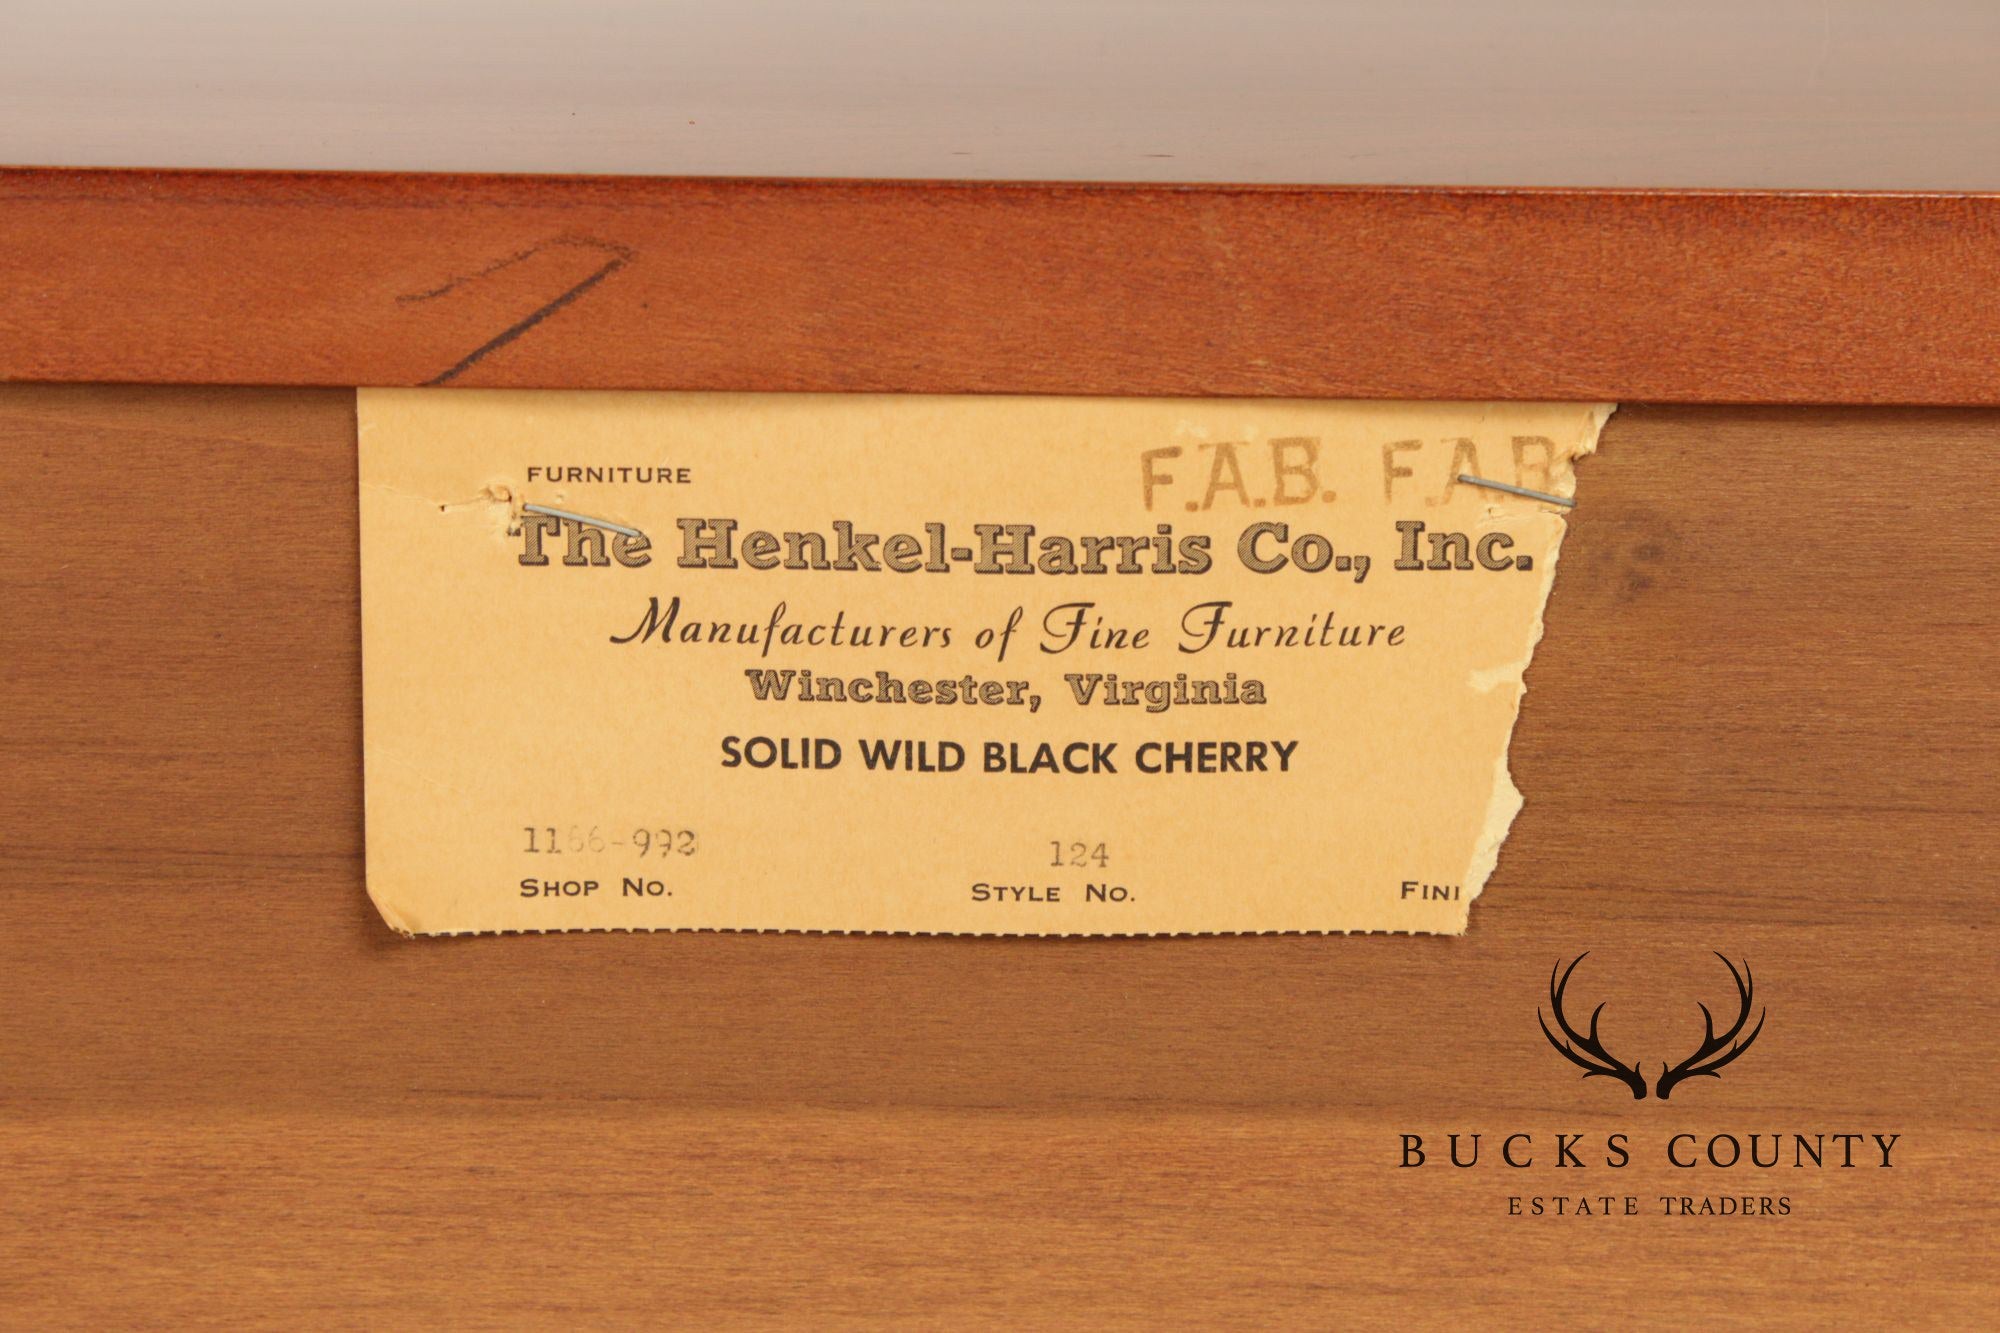 F.A.B. F.A.B
FURNITURE
The Henkel-Harris Co., Inc.
Manufacturers of Fine Furniture
Winchester, Virginia
SOLID WILD BLACK CHERRY
1166-992 124
SHOP NO. STYLE NO. FINI
BUCKS COUNTY
ESTATE TRADERS